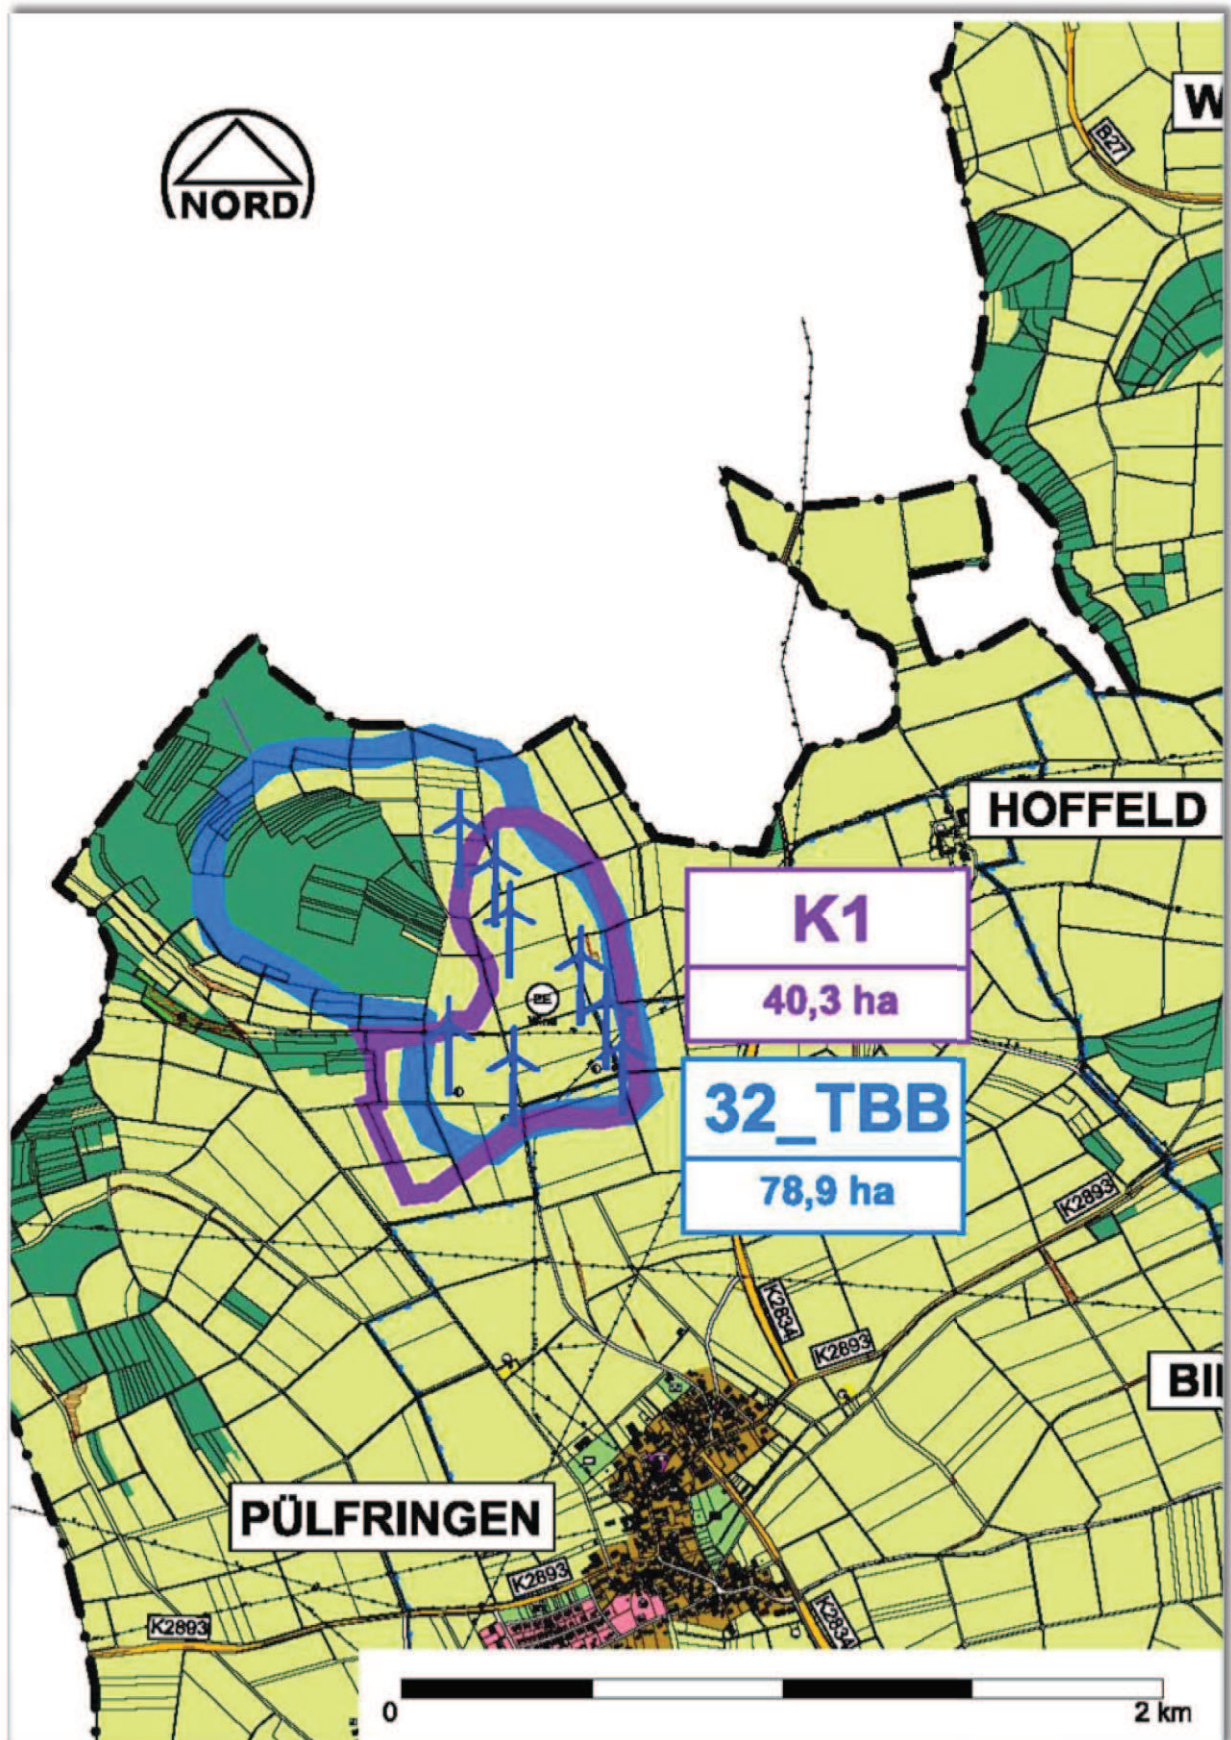 W
B27
NORD
HOFFELD
K1
40,3 ha
32_TBB
78,9 ha
K2893
K2834
K2893
BI
PÜLFRINGEN
K2893
K2893
K2834
0
2 km